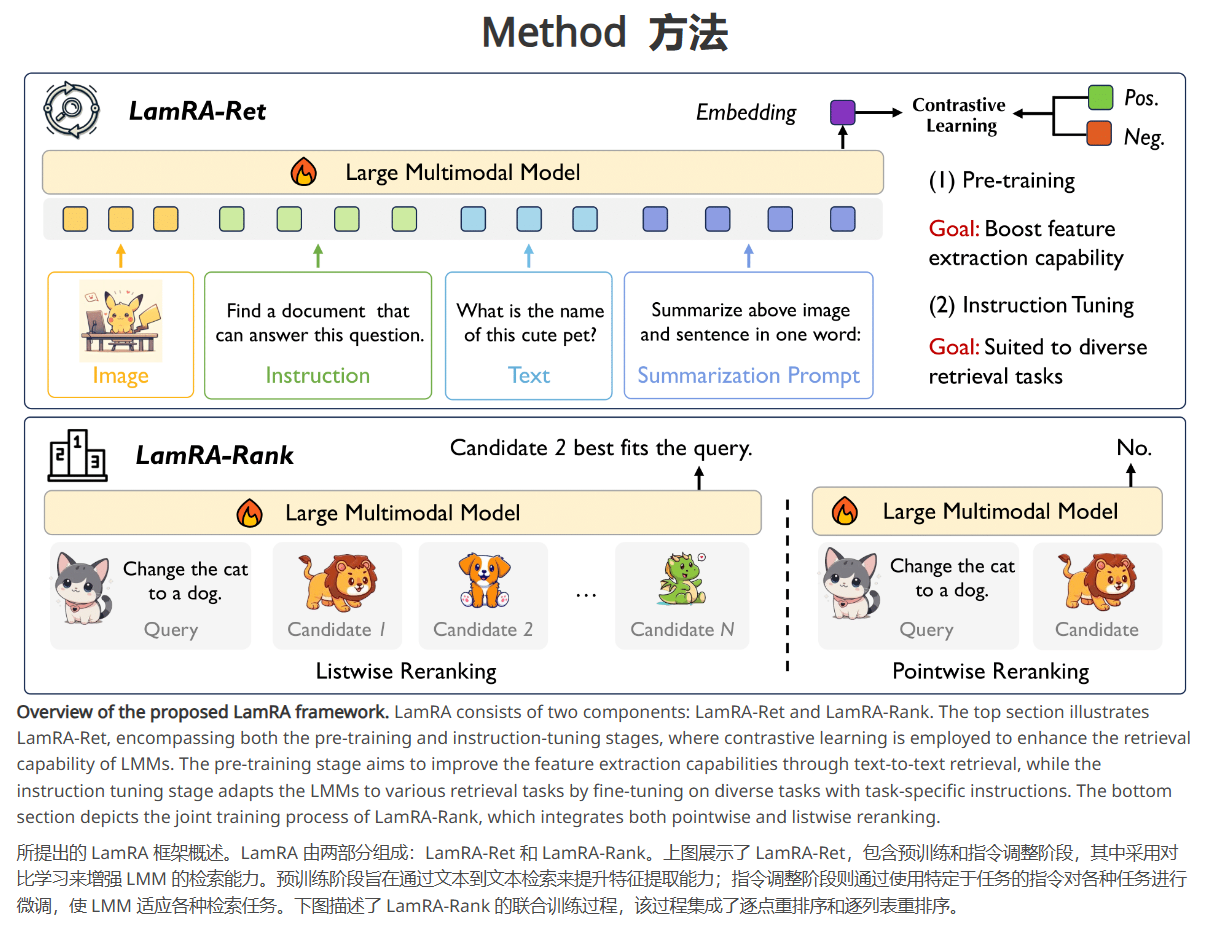 Method 方法
LamRA-Ret
Embedding
Contrastive
Learning
Pos.
Neg.
Large Multimodal Model
(1) Pre-training
Goal: Boost feature
extraction capability
(2) Instruction Tuning
Goal: Suited to diverse
retrieval tasks
Image
Find a document that
can answer this question.
Instruction
What is the name
of this cute pet?
Text
Summarize above image
and sentence in one word:
Summarization Prompt
1
2
3
LamRA-Rank
Candidate 2 best fits the query.
Large Multimodal Model
Change the cat
to a dog.
Query
Candidate 1
Candidate 2
...
Candidate N
Listwise Reranking
No.
Large Multimodal Model
Change the cat
to a dog.
Query
Candidate
Pointwise Reranking
Overview of the proposed LamRA framework. LamRA consists of two components: LamRA-Ret and LamRA-Rank. The top section illustrates
LamRA-Ret, encompassing both the pre-training and instruction-tuning stages, where contrastive learning is employed to enhance the retrieval
capability of LMMs. The pre-training stage aims to improve the feature extraction capabilities through text-to-text retrieval, while the
instruction tuning stage adapts the LMMs to various retrieval tasks by fine-tuning on diverse tasks with task-specific instructions. The bottom
section depicts the joint training process of LamRA-Rank, which integrates both pointwise and listwise reranking.
所提出的 LamRA 框架概述。LamRA 由两部分组成：LamRA-Ret 和 LamRA-Rank。上图展示了 LamRA-Ret，包含预训练和指令调整阶段，其中采用对
比学习来增强 LMM 的检索能力。预训练阶段旨在通过文本到文本检索来提升特征提取能力；指令调整阶段则通过使用特定于任务的指令对各种任务进行
微调，使 LMM 适应各种检索任务。下图描述了 LamRA-Rank 的联合训练过程，该过程集成了逐点重排序和逐列表重排序。